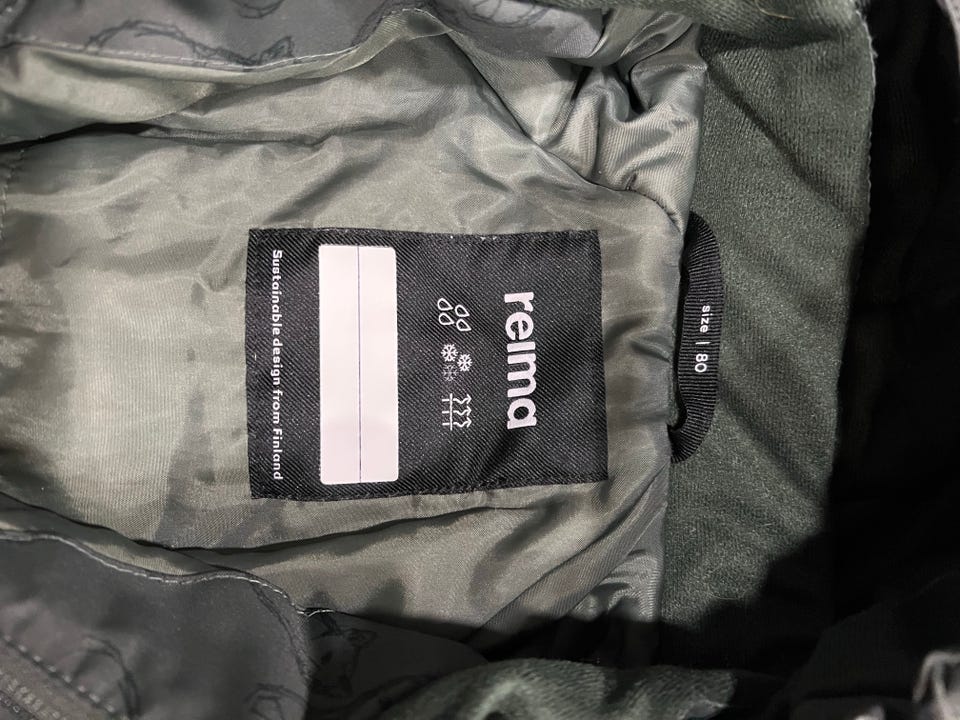 size | 80
reima
Sustainable design from Finland